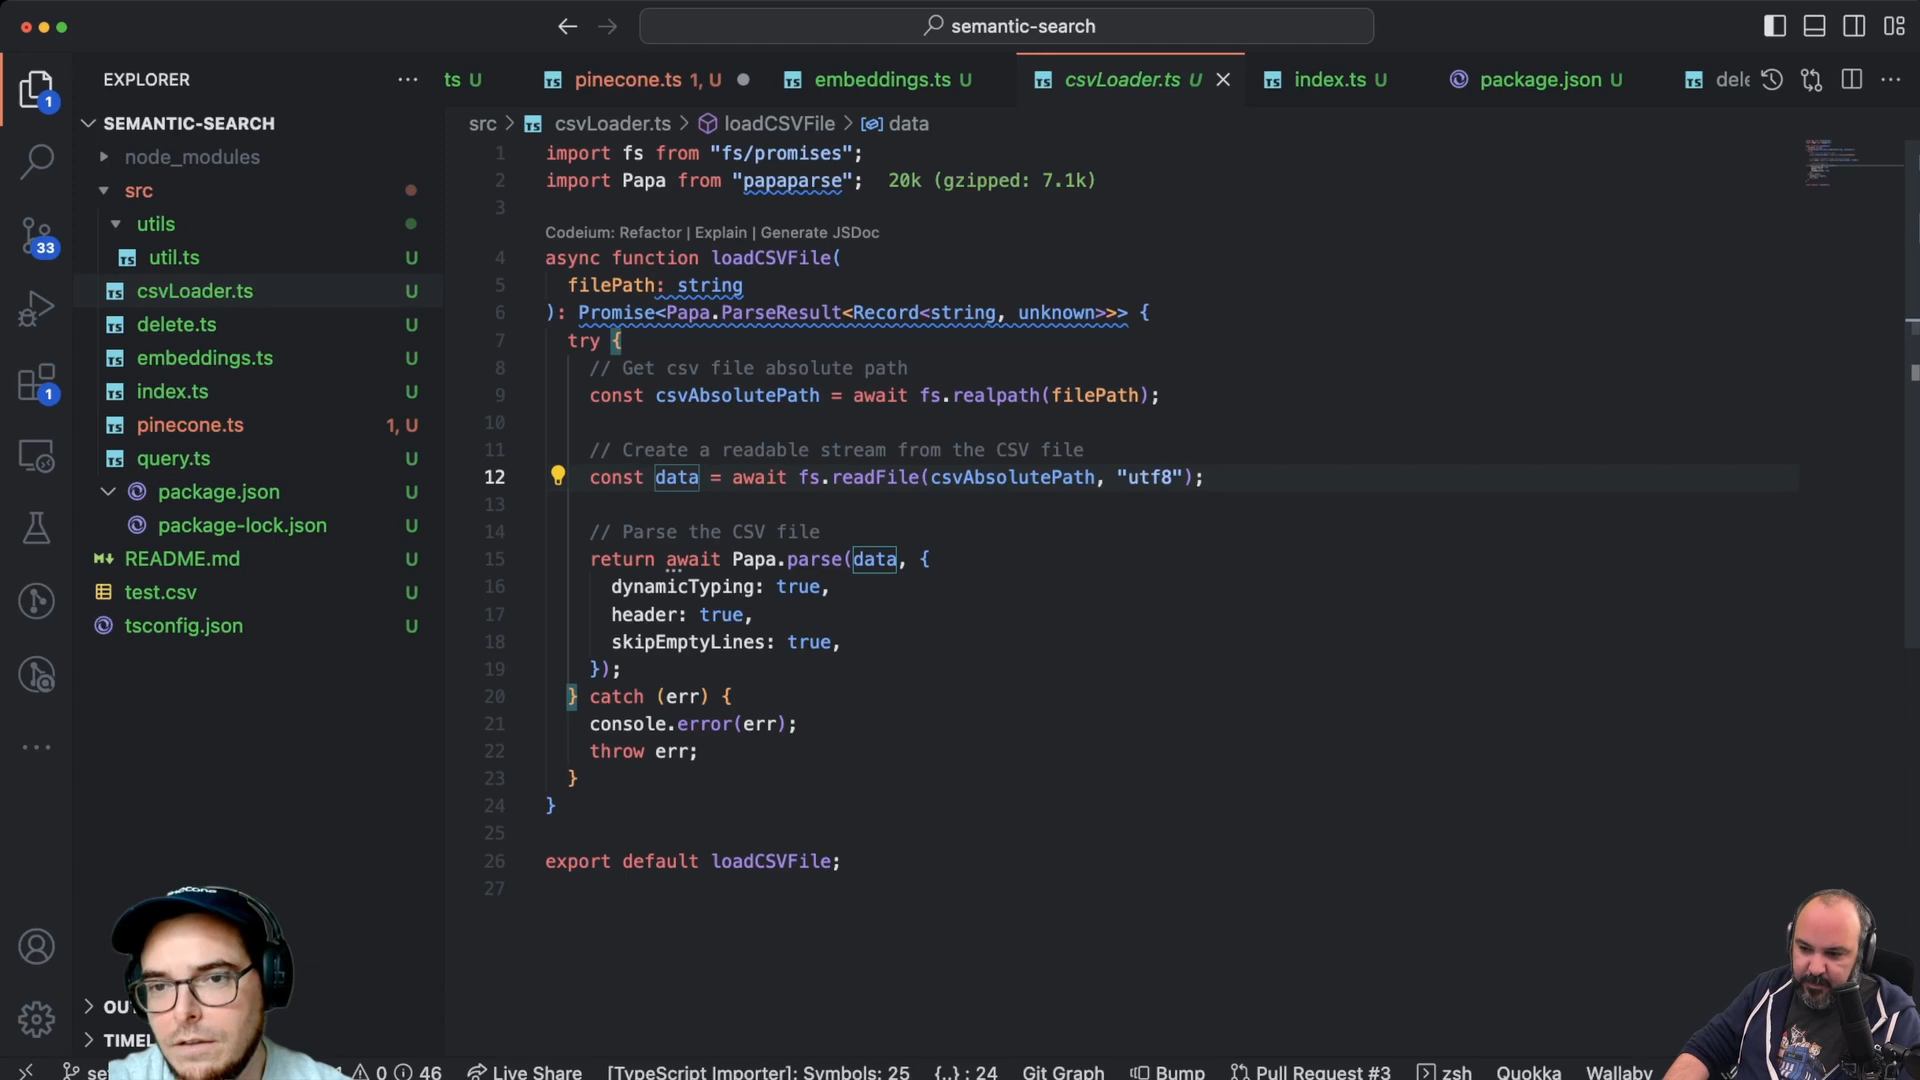 semantic-search
EXPLORER
ts U
pinecone.ts 1, U
embeddings.ts U
csvLoader.ts U
index.ts U
package.json U
SEMANTIC-SEARCH
src > csvLoader.ts > loadCSVFile > data
node_modules
src
utils
util.ts U
csvLoader.ts U
delete.ts U
embeddings.ts U
index.ts U
pinecone.ts 1, U
query.ts U
package.json U
package-lock.json U
README.md U
test.csv U
tsconfig.json U
1
33
1
1 import fs from "fs/promises";
2 import Papa from "papaparse"; 20k (gzipped: 7.1k)
3
Codeium: Refactor | Explain | Generate JSDoc
4 async function loadCSVFile(
5 filePath: string
6 ): Promise<Papa.ParseResult<Record<string, unknown>>> {
7 try {
8 // Get csv file absolute path
9 const csvAbsolutePath = await fs.realpath(filePath);
10
11 // Create a readable stream from the CSV file
12 const data = await fs.readFile(csvAbsolutePath, "utf8");
13
14 // Parse the CSV file
15 return await Papa.parse(data, {
16 dynamicTyping: true,
17 header: true,
18 skipEmptyLines: true,
19 });
20 } catch (err) {
21 console.error(err);
22 throw err;
23 }
24 }
25
26 export default loadCSVFile;
27
0 46 Live Share [TypeScript Importer]: Symbols: 25 {..} : 24 Git Graph Bump Pull Request #3 zsh Quokka Wallaby